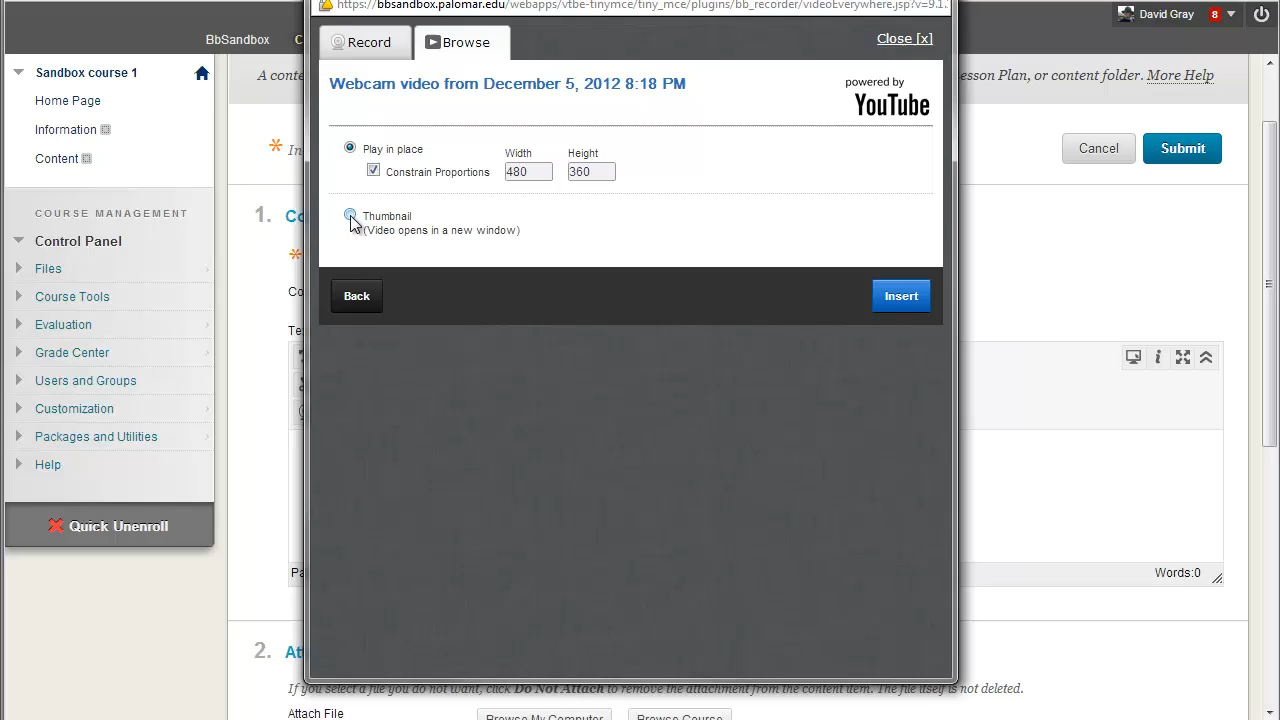 https://bbsandbox.palomar.edu/webapps/vtbe-tinymce/tiny_mce/plugins/bb_recorder/videoEverywhere.jsp?v=9.1.
David Gray 8
BbSandbox C
Record
Browse
Close [x]
Sandbox course 1
Home Page
Information
Content
A conte
esson Plan, or content folder. More Help
Webcam video from December 5, 2012 8:18 PM
powered by
YouTube
* In
Cancel
Submit
Play in place
Width
Height
Constrain Proportions
480
360
COURSE MANAGEMENT
Control Panel
Files
Course Tools
Evaluation
Grade Center
Users and Groups
Customization
Packages and Utilities
Help
Quick Unenroll
1. Co
Thumbnail
(Video opens in a new window)
*
Co
Back
Insert
Te
Pa
Words:0
2. At
If you select a file you do not want, click Do Not Attach to remove the attachment from the content item. The file itself is not deleted.
Attach File
Browse My Computer
Browse Course